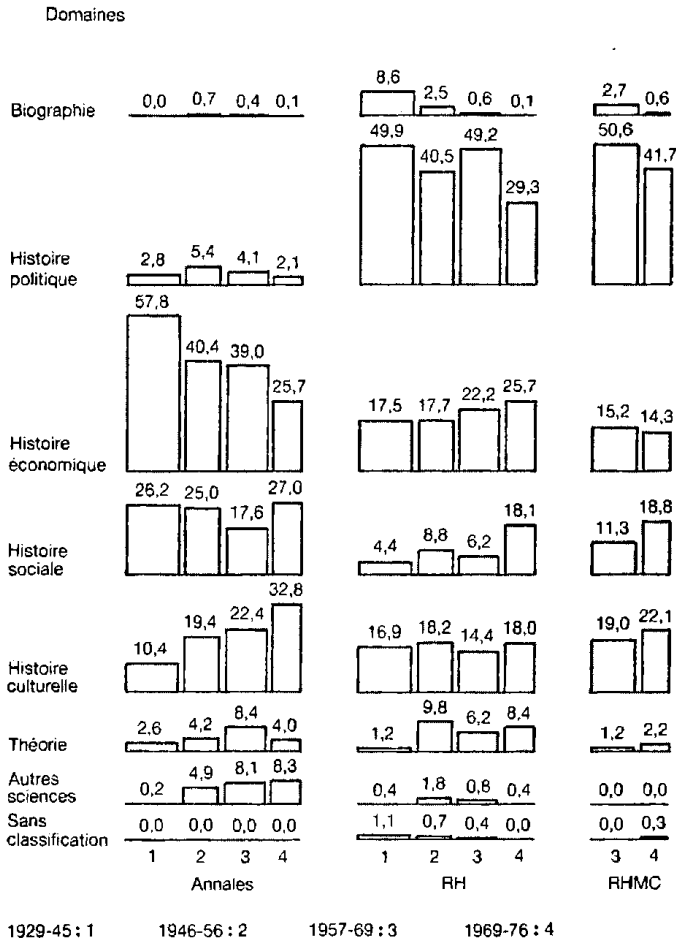 Domaines
8,6
2,5 0,6 0,1
2,7 0,6
0,0 0,7 0,4 0,1
Biographie
49,9 40,5 49,2 29,3
50,6 41,7
Histoire
politique
2,8 5,4 4,1 2,1
57,8 40,4 39,0 25,7
17,5 17,7 22,2 25,7
15,2 14,3
Histoire
économique
26,2 25,0 17,6 27,0
4,4 8,8 6,2 18,1
11,3 18,8
Histoire
sociale
10,4 19,4 22,4 32,8
16,9 18,2 14,4 18,0
19,0 22,1
Histoire
culturelle
Théorie
2,6 4,2 8,4 4,0
1,2 9,8 6,2 8,4
1,2 2,2
Autres
sciences
0,2 4,9 8,1 8,3
0,4 1,8 0,8 0,4
0,0 0,0
Sans
classification
0,0 0,0 0,0 0,0
1,1 0,7 0,4 0,0
0,0 0,3
1 2 3 4 1 2 3 4 3 4
Annales RH RHMC
1929-45 : 1 1946-56 : 2 1957-69 : 3 1969-76 : 4